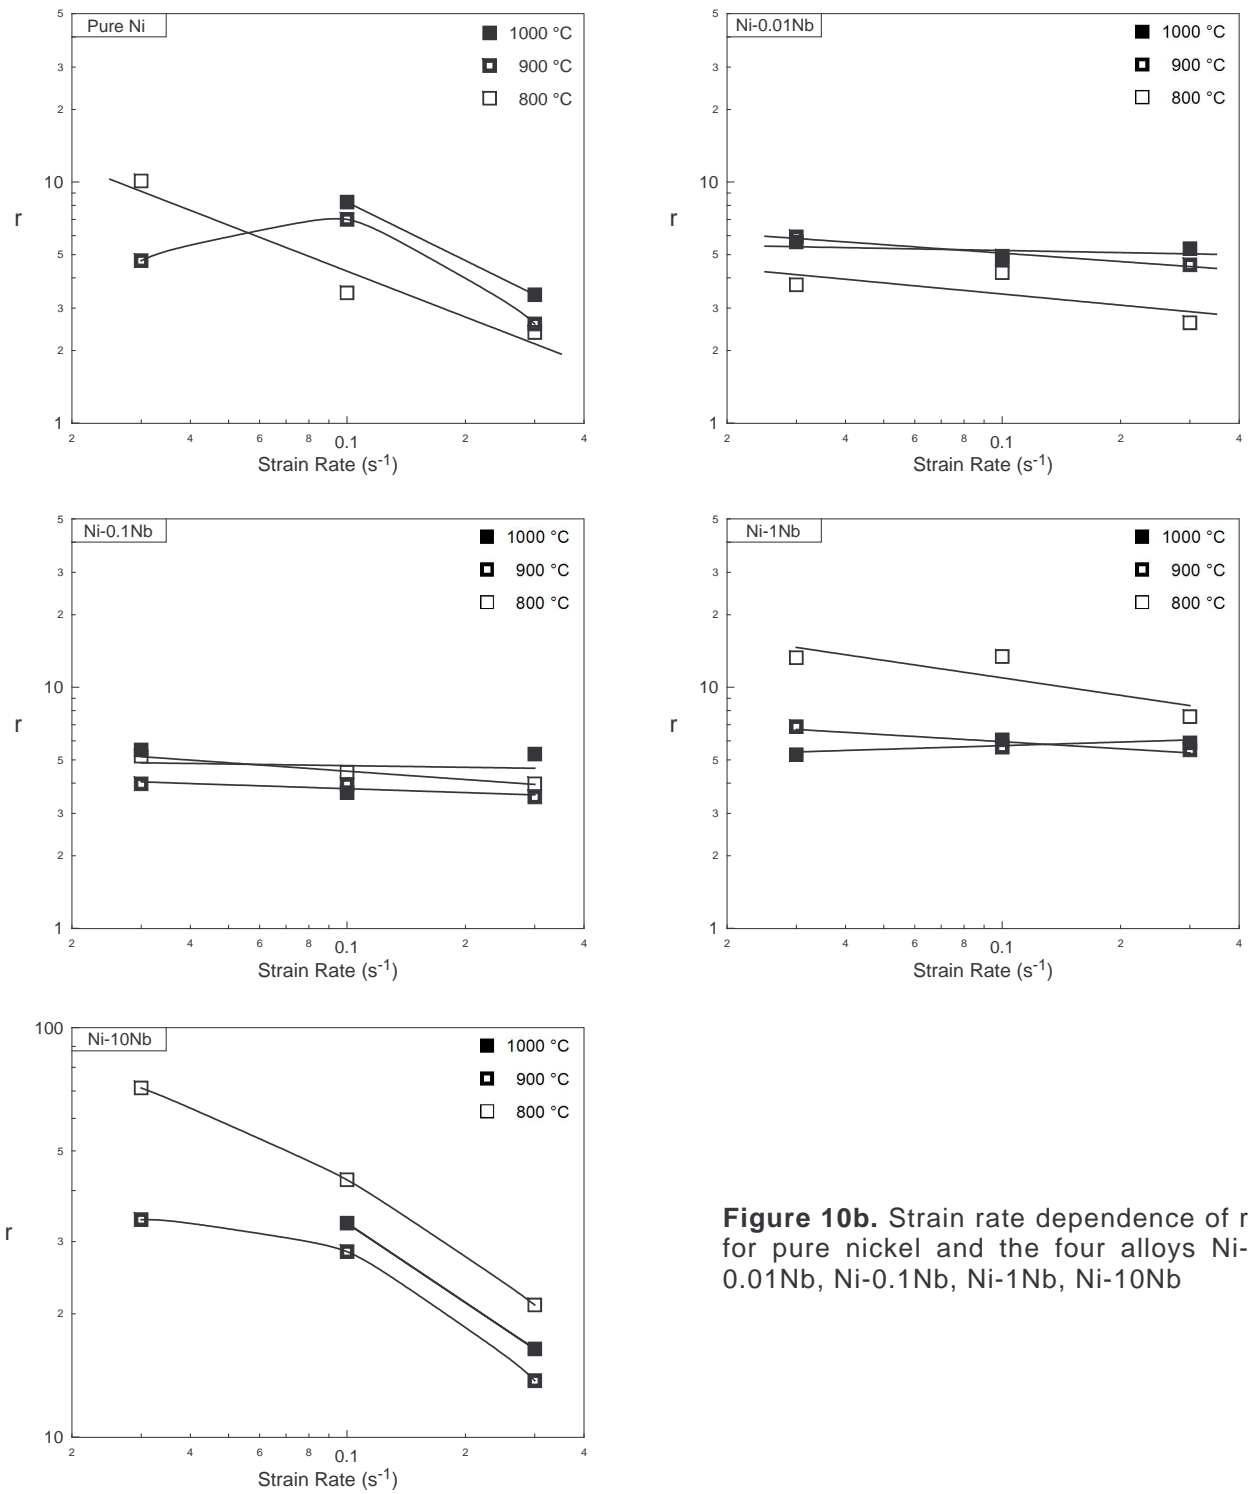 Pure Ni
1000 °C
900 °C
800 °C
5
3
2
10
r
5
3
2
1
2
4
6
8
0.1
2
4
Strain Rate (s-1)
Ni-0.01Nb
1000 °C
900 °C
800 °C
5
3
2
10
r
5
3
2
1
2
4
6
8
0.1
2
4
Strain Rate (s-1)
Ni-0.1Nb
1000 °C
900 °C
800 °C
5
3
2
10
r
5
3
2
1
2
4
6
8
0.1
2
4
Strain Rate (s-1)
Ni-1Nb
1000 °C
900 °C
800 °C
5
3
2
10
r
5
3
2
1
2
4
6
8
0.1
2
4
Strain Rate (s-1)
Ni-10Nb
1000 °C
900 °C
800 °C
100
5
r
3
2
10
2
4
6
8
0.1
2
4
Strain Rate (s-1)
Figure 10b. Strain rate dependence of r
for pure nickel and the four alloys Ni-
0.01Nb, Ni-0.1Nb, Ni-1Nb, Ni-10Nb